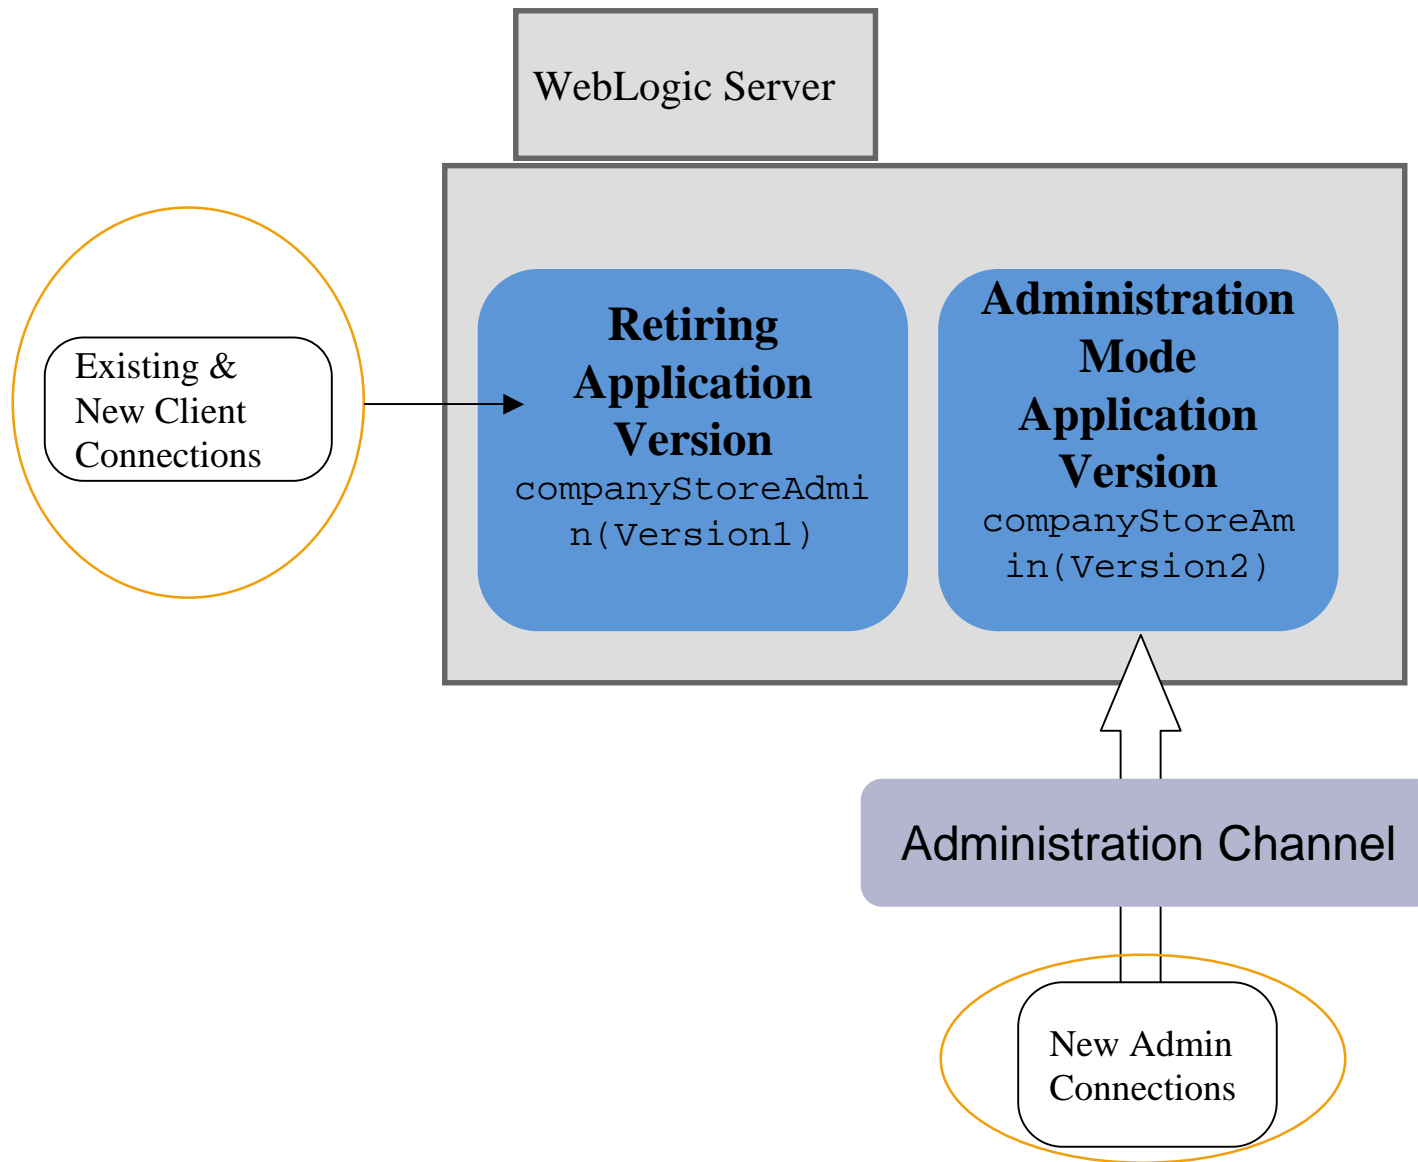 WebLogic Server
Existing &
New Client
Connections
Retiring
Application
Version
companyStoreAdmi
n(Version1)
Administration
Mode
Application
Version
companyStoreAm
in(Version2)
Administration Channel
New Admin
Connections